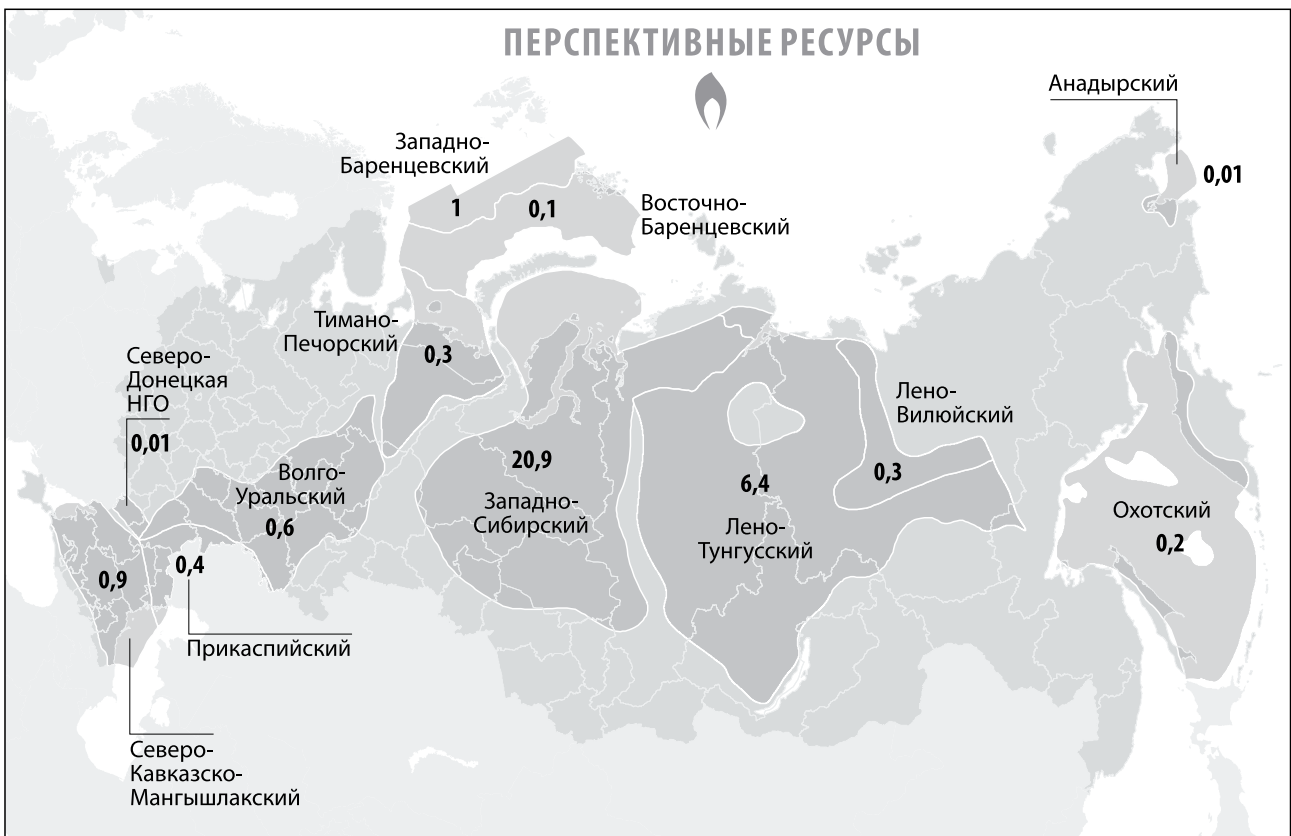 ПЕРСПЕКТИВНЫЕ РЕСУРСЫ
Анадырский
0,01
Западно-
Баренцевский
1
0,1
Восточно-
Баренцевский
Тимано-
Печорский
0,3
Северо-
Донецкая
НГО
0,01
Лено-
Вилюйский
0,3
Волго-
Уральский
0,6
20,9
Западно-
Сибирский
6,4
Лено-
Тунгусский
Охотский
0,2
0,9
0,4
Прикаспийский
Северо-
Кавказско-
Мангышлакский